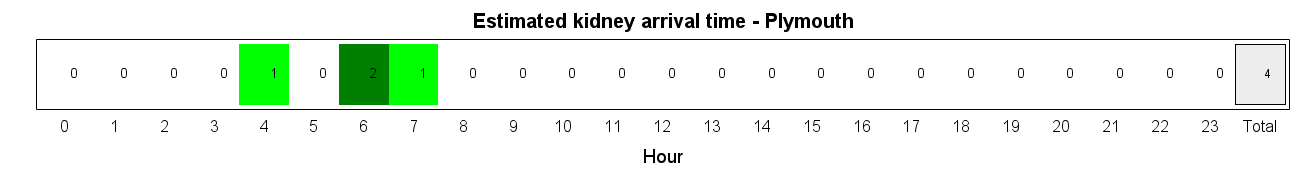 Estimated kidney arrival time - Plymouth
0 0 0 0 1 0 2 1 0 0 0 0 0 0 0 0 0 0 0 0 0 0 0 0 4
0 1 2 3 4 5 6 7 8 9 10 11 12 13 14 15 16 17 18 19 20 21 22 23 Total
Hour